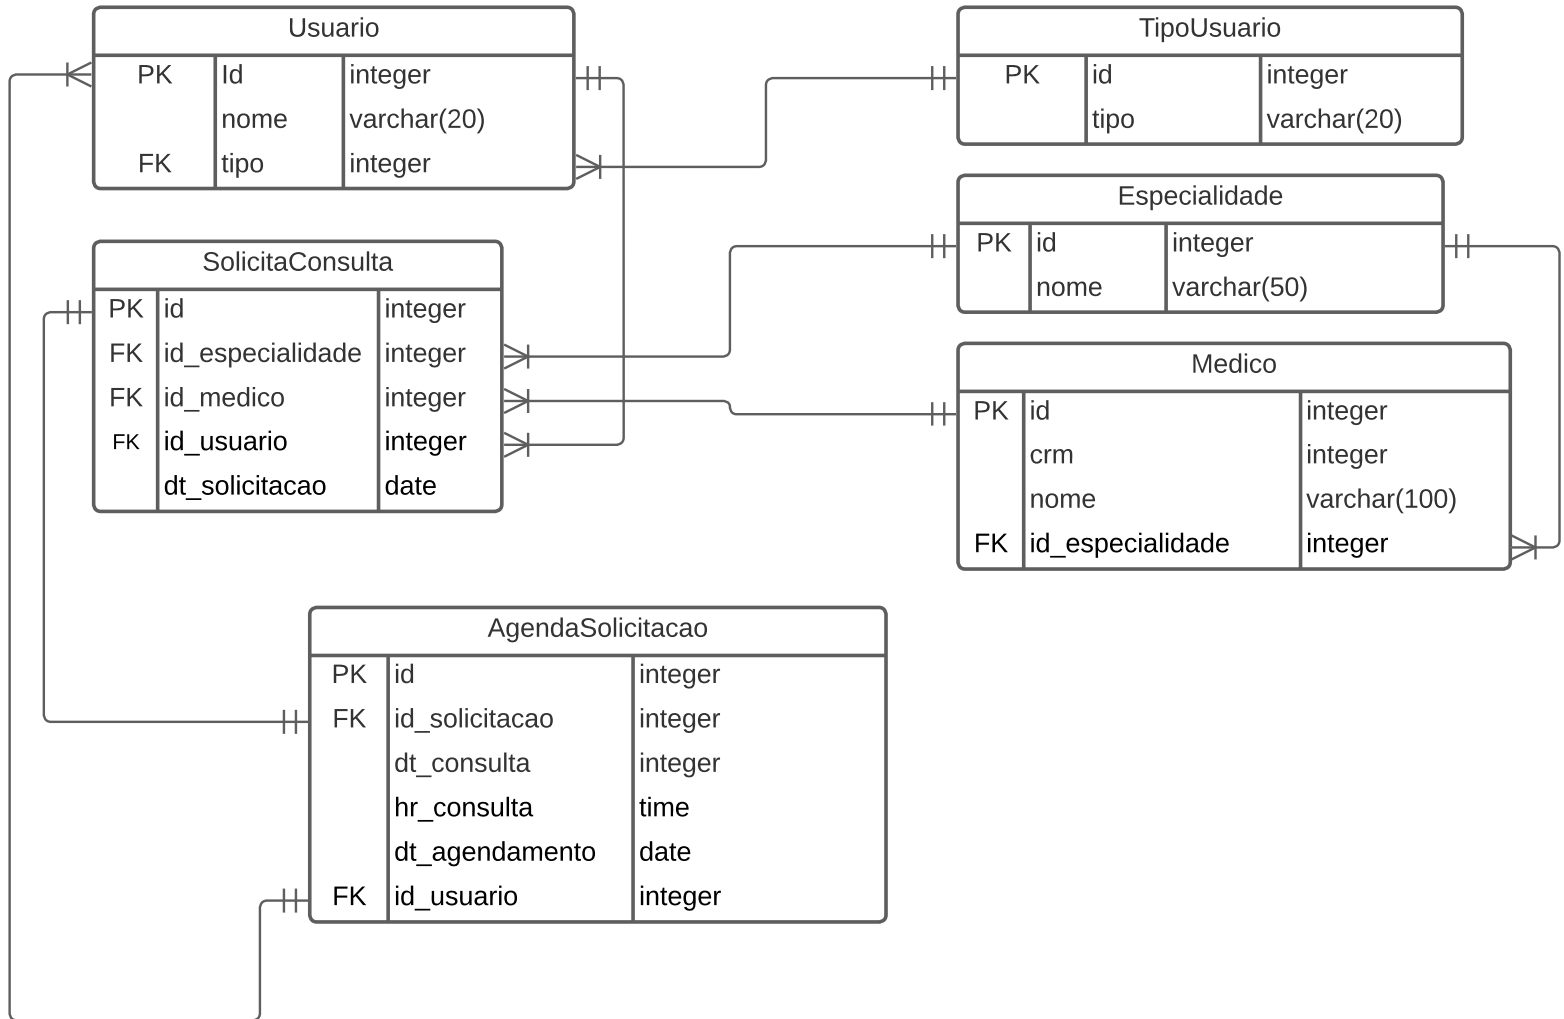 Usuario
PK Id integer
nome varchar(20)
FK tipo integer
TipoUsuario
PK id integer
tipo varchar(20)
Especialidade
PK id integer
nome varchar(50)
SolicitaConsulta
PK id integer
FK id_especialidade integer
FK id_medico integer
FK id_usuario integer
dt_solicitacao date
Medico
PK id integer
crm integer
nome varchar(100)
FK id_especialidade integer
AgendaSolicitacao
PK id integer
FK id_solicitacao integer
dt_consulta integer
hr_consulta time
dt_agendamento date
FK id_usuario integer